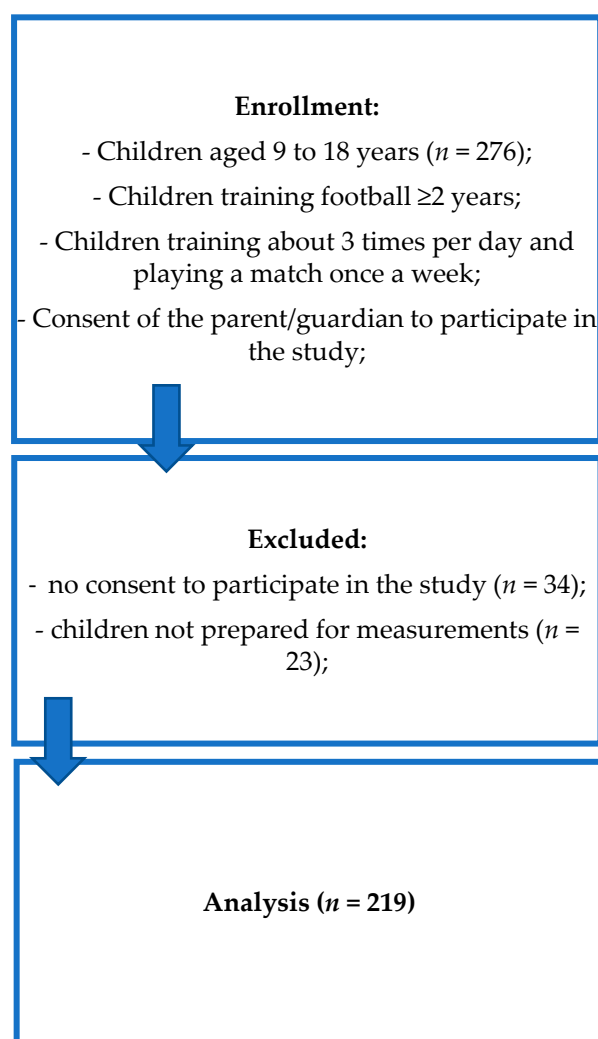 Enrollment:
- Children aged 9 to 18 years (n = 276);
- Children training football ≥2 years;
- Children training about 3 times per day and
playing a match once a week;
- Consent of the parent/guardian to participate in
the study;
Excluded:
- no consent to participate in the study (n = 34);
- children not prepared for measurements (n =
23);
Analysis (n = 219)